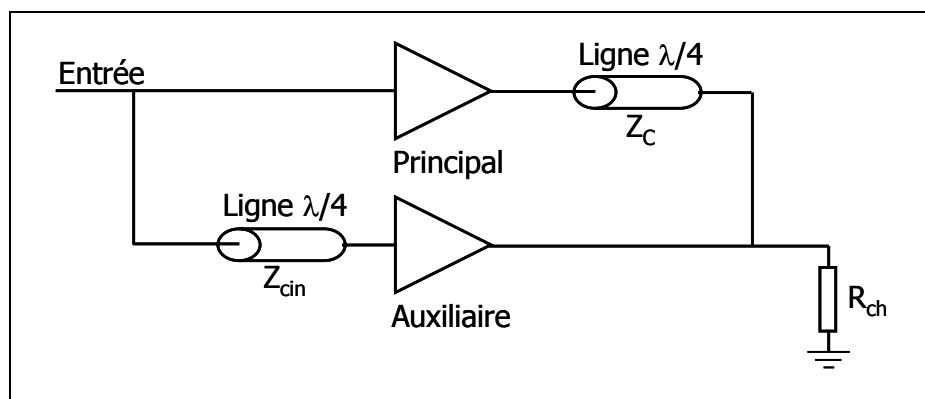 Entrée
Ligne λ/4
Z_C
Principal
Ligne λ/4
Z_cin
Auxiliaire
R_ch